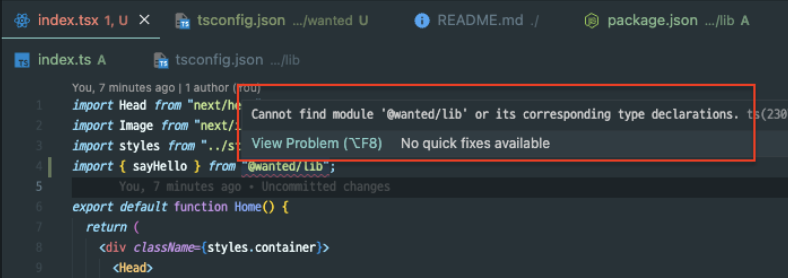 index.tsx 1, U
tsconfig.json .../wanted U
README.md ./
package.json .../lib A
TS index.ts A
tsconfig.json .../lib
You, 7 minutes ago | 1 author (You)
1 import Head from "next/he
Cannot find module '@wanted/lib' or its corresponding type declarations. ts(230
2 import Image from "next/i
3 import styles from "../st
View Problem (⌥F8) No quick fixes available
4 import { sayHello } from "@wanted/lib";
5 You, 7 minutes ago • Uncommitted changes
6 export default function Home() {
7 return (
8 <div className={styles.container}>
9 <Head>